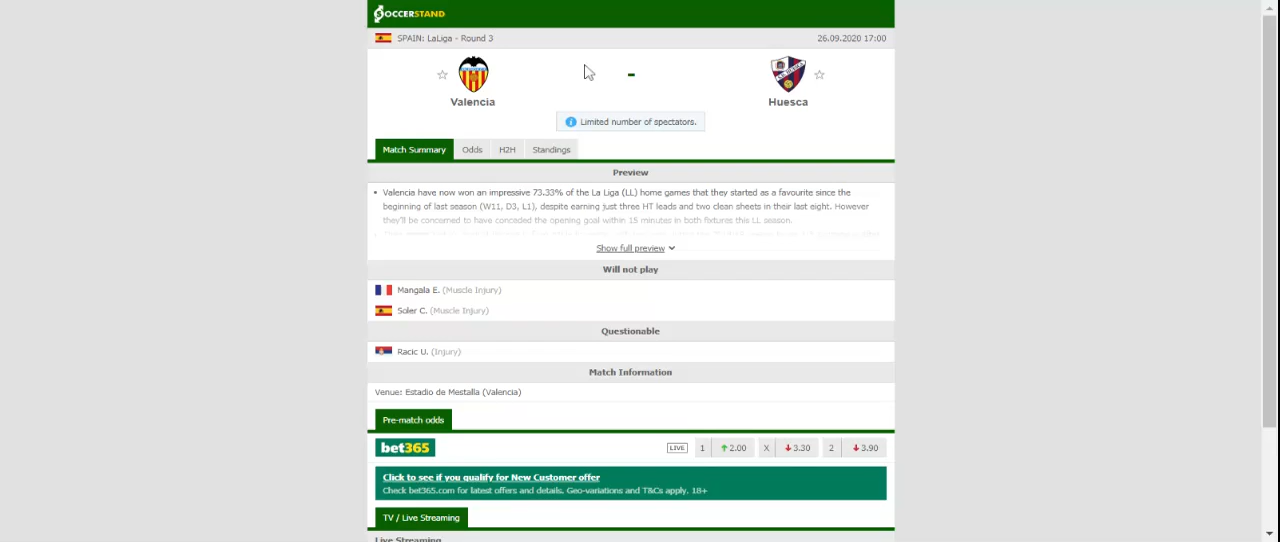 SOCCERSTAND
SPAIN: LaLiga - Round 3
26.09.2020 17:00
-
Valencia
Huesca
Limited number of spectators.
Match Summary
Odds
H2H
Standings
Preview
• Valencia have now won an impressive 73.33% of the La Liga (LL) home games that they started as a favourite since the
beginning of last season (W11, D3, L1), despite earning just three HT leads and two clean sheets in their last eight. However
they'll be concerned to have conceded the opening goal within 15 minutes in both fixtures this LL season.
Show full preview
Will not play
Mangala E. (Muscle Injury)
Soler C. (Muscle Injury)
Questionable
Racic U. (Injury)
Match Information
Venue: Estadio de Mestalla (Valencia)
Pre-match odds
bet365
LIVE
1 2.00
X 3.30
2 3.90
Click to see if you qualify for New Customer offer
Check bet365.com for latest offers and details. Geo-variations and T&Cs apply. 18+
TV / Live Streaming
Live Streaming